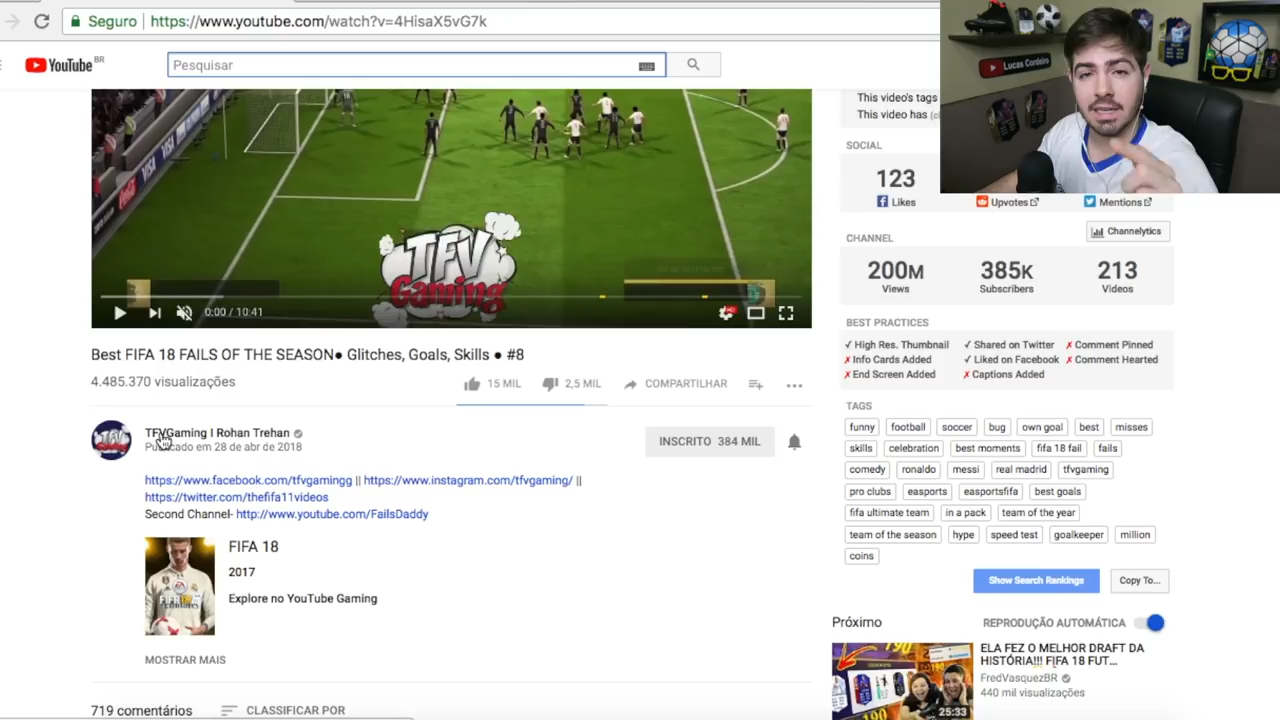 Seguro | https://www.youtube.com/watch?v=4HisaX5vG7k
YouTube BR
Pesquisar
Lucas Cordeiro
VISA
TFV
Gaming
0:00 / 10:41
HD
Best FIFA 18 FAILS OF THE SEASON● Glitches, Goals, Skills ● #8
4.485.370 visualizações
15 MIL
2,5 MIL
COMPARTILHAR
TFVGaming l Rohan Trehan
Publicado em 28 de abr de 2018
INSCRITO 384 MIL
https://www.facebook.com/tfvgamingg || https://www.instagram.com/tfvgaming/ ||
https://twitter.com/thefifa11videos
Second Channel- http://www.youtube.com/FailsDaddy
FIFA 18
2017
Explore no YouTube Gaming
MOSTRAR MAIS
719 comentários
CLASSIFICAR POR
This video's tags
This video has
SOCIAL
123
Likes
Upvotes
Mentions
Channelytics
CHANNEL
200M
Views
385K
Subscribers
213
Videos
BEST PRACTICES
✓ High Res. Thumbnail ✓ Shared on Twitter ✗ Comment Pinned
✗ Info Cards Added ✓ Liked on Facebook ✗ Comment Hearted
✗ End Screen Added ✗ Captions Added
TAGS
funny football soccer bug own goal best misses
skills celebration best moments fifa 18 fail fails
comedy ronaldo messi real madrid tfvgaming
pro clubs easports easportsfifa best goals
fifa ultimate team in a pack team of the year
team of the season hype speed test goalkeeper million
coins
Show Search Rankings
Copy To...
Próximo
REPRODUÇÃO AUTOMÁTICA
190
25:33
ELA FEZ O MELHOR DRAFT DA
HISTÓRIA!!! FIFA 18 FUT...
FredVasquezBR
440 mil visualizações